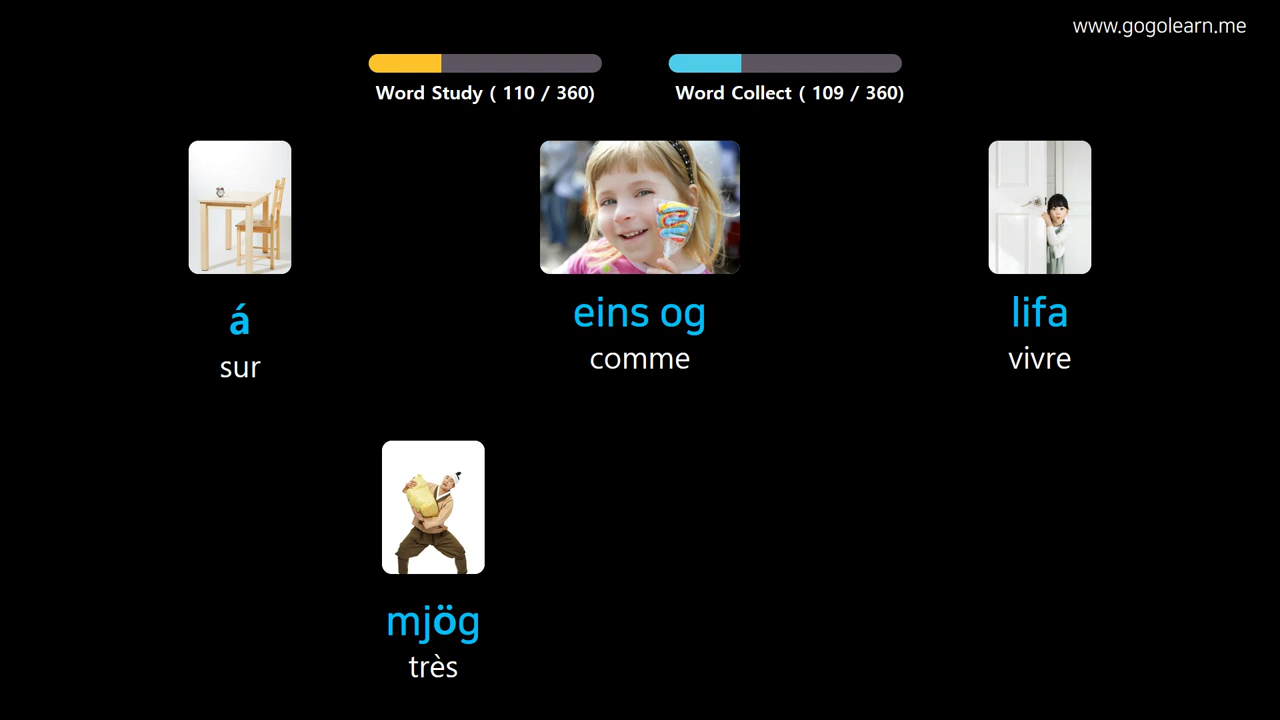 www.gogolearn.me
Word Study ( 110 / 360)
Word Collect ( 109 / 360)
á
sur
eins og
comme
lifa
vivre
mjög
très